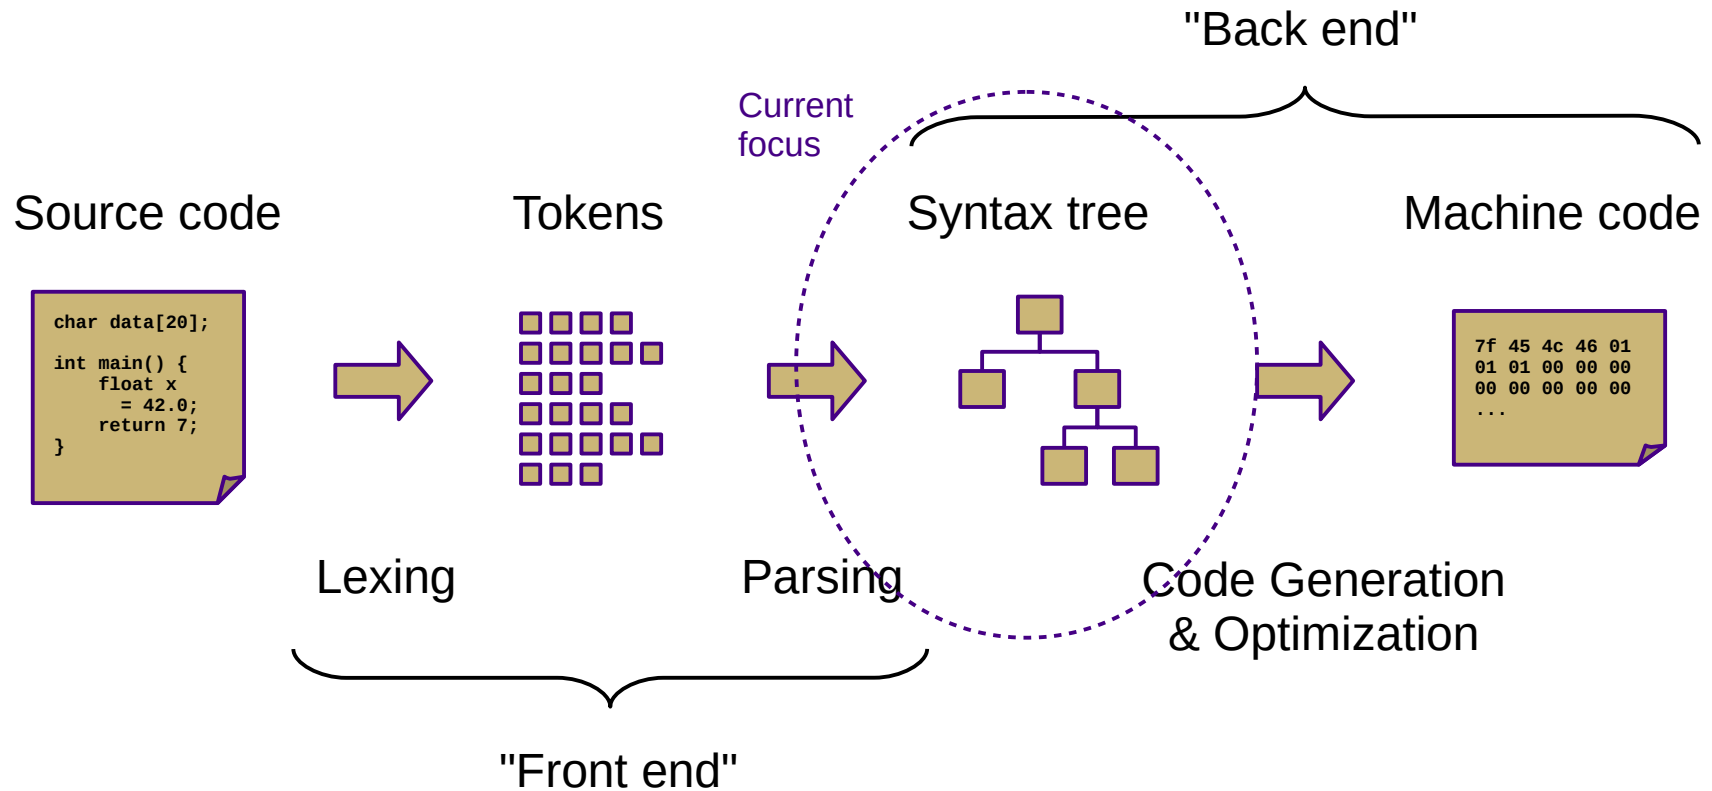 "Back end"
Current
focus
Source code
Tokens
Syntax tree
Machine code
char data[20];
int main() {
float x
= 42.0;
return 7;
}
7f 45 4c 46 01
01 01 00 00 00
00 00 00 00 00
...
Lexing
Parsing
Code Generation
& Optimization
"Front end"